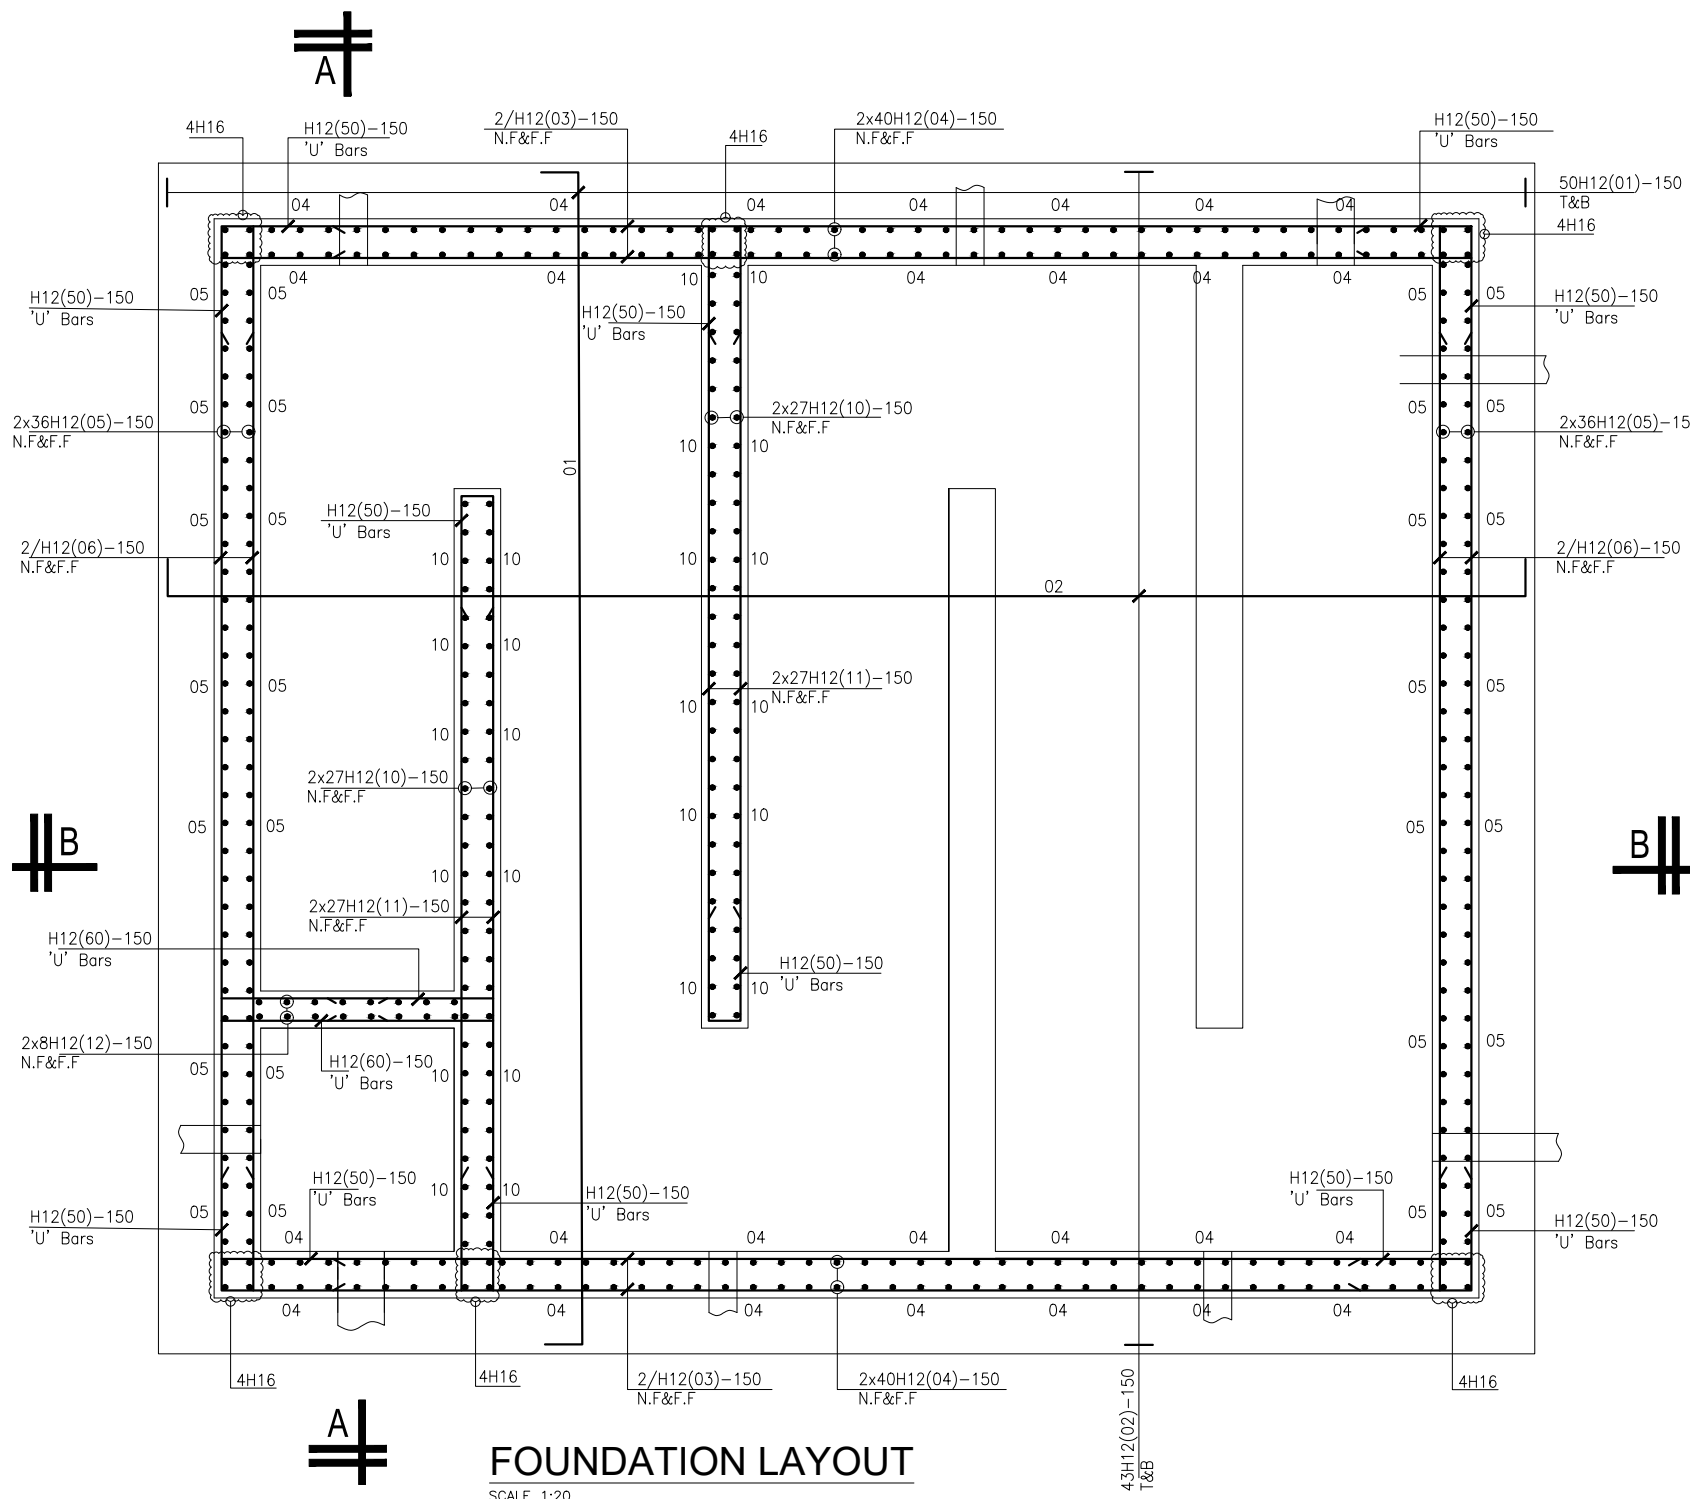 A
4H16
H12(50)-150
'U' Bars
2/H12(03)-150
N.F&F.F
4H16
2x40H12(04)-150
N.F&F.F
H12(50)-150
'U' Bars
50H12(01)-150
T&B
4H16
04 04 04 04 04 04 04
04 04 04 04 04 04
10 10
05 05 05 05
H12(50)-150
'U' Bars
H12(50)-150
'U' Bars
H12(50)-150
'U' Bars
05 05 05 05
2x36H12(05)-150
N.F&F.F
2x27H12(10)-150
N.F&F.F
2x36H12(05)-15
N.F&F.F
10 10
01
H12(50)-150
'U' Bars
05 05 05 05
2/H12(06)-150
N.F&F.F
10 10 10 10
2/H12(06)-150
N.F&F.F
02
10 10
05 05 05 05
2x27H12(11)-150
N.F&F.F
10 10
10 10
2x27H12(10)-150
N.F&F.F
05 05 10 10 05 05
B
B
10 10
2x27H12(11)-150
N.F&F.F
H12(60)-150
'U' Bars
H12(50)-150
'U' Bars
10 10
2x8H12(12)-150
N.F&F.F
H12(60)-150
'U' Bars
05 05 10 10 05 05
H12(50)-150
'U' Bars
H12(50)-150
'U' Bars
H12(50)-150
'U' Bars
10 10
05 05 05 05
H12(50)-150
'U' Bars
H12(50)-150
'U' Bars
04 04 04 04 04 04 04
04 04 04 04 04 04 04
4H16
4H16
2/H12(03)-150
N.F&F.F
2x40H12(04)-150
N.F&F.F
4H16
43H12(02)-150
T&B
A
FOUNDATION LAYOUT
SCALE 1:20